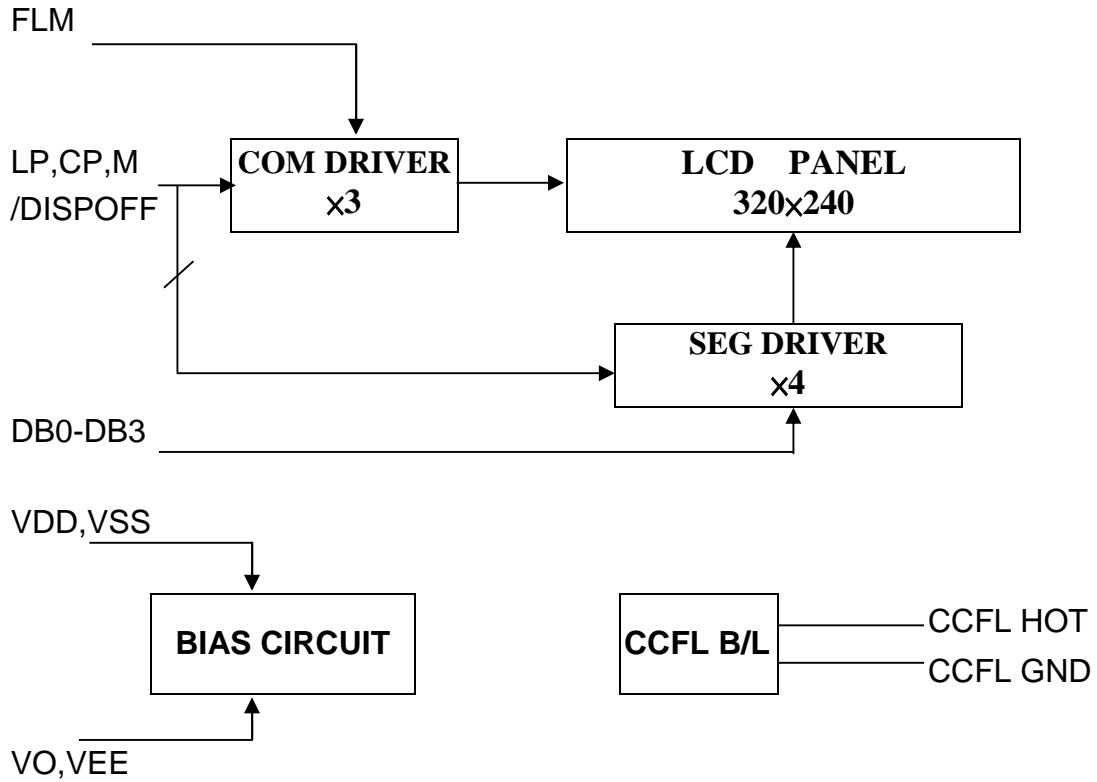 FLM
LP,CP,M
/DISPOFF
COM DRIVER
×3
LCD PANEL
320×240
SEG DRIVER
×4
DB0-DB3
VDD,VSS
BIAS CIRCUIT
CCFL B/L
CCFL HOT
CCFL GND
VO,VEE